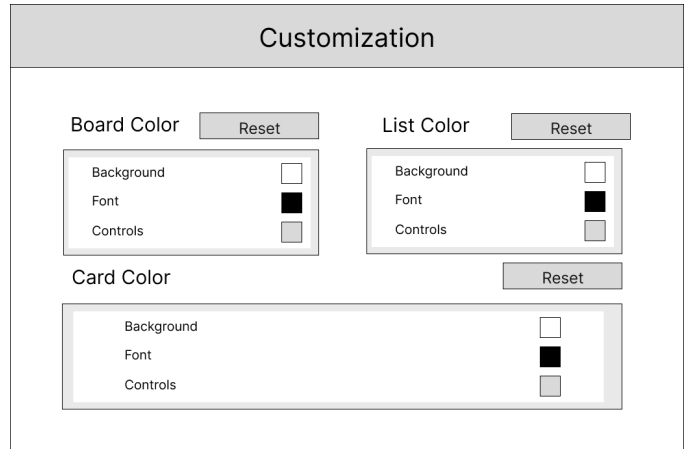 Customization
Board Color
Reset
Background
Font
Controls
List Color
Reset
Background
Font
Controls
Card Color
Reset
Background
Font
Controls